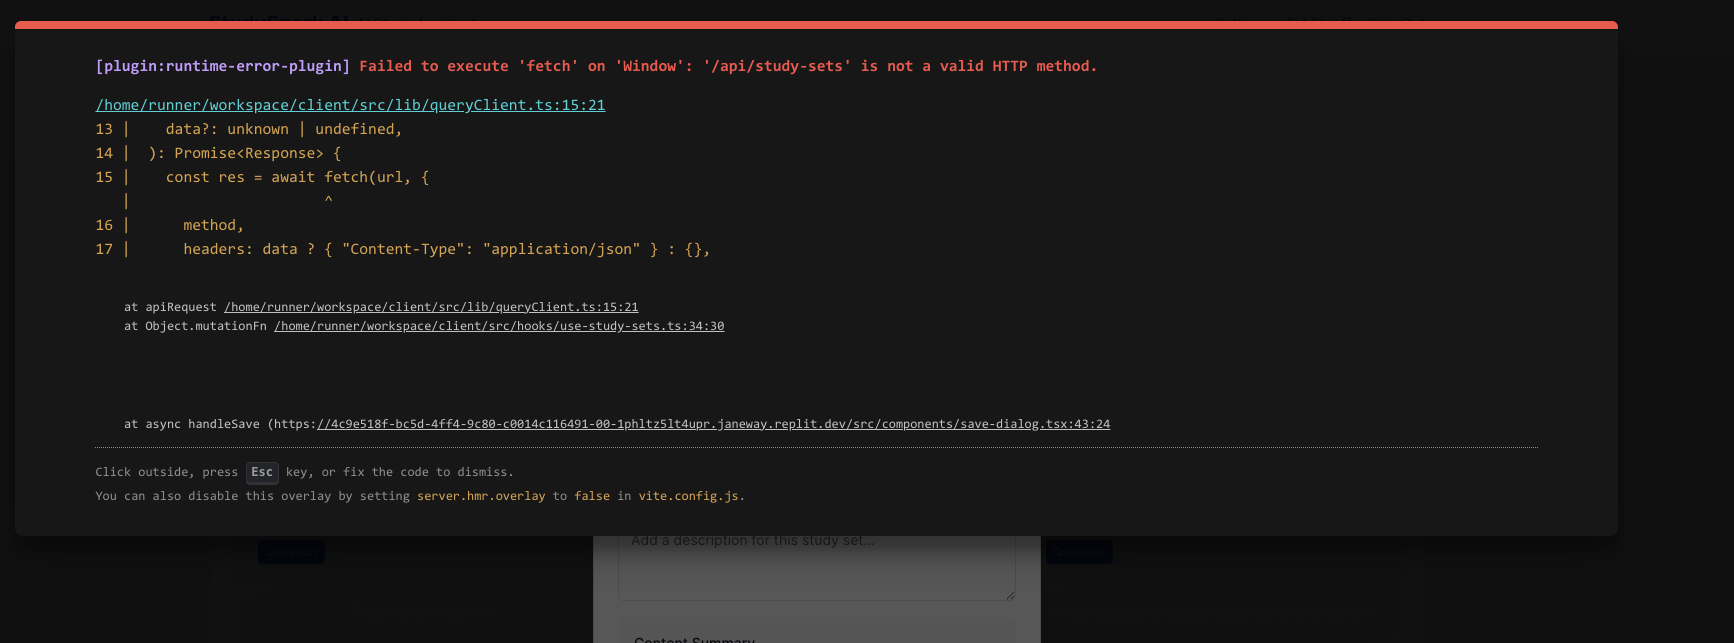 [plugin:runtime-error-plugin] Failed to execute 'fetch' on 'Window': '/api/study-sets' is not a valid HTTP method.
/home/runner/workspace/client/src/lib/queryClient.ts:15:21
13 |    data?: unknown | undefined,
14 |  ): Promise<Response> {
15 |    const res = await fetch(url, {
   |                      ^
16 |      method,
17 |      headers: data ? { "Content-Type": "application/json" } : {},
at apiRequest /home/runner/workspace/client/src/lib/queryClient.ts:15:21
at Object.mutationFn /home/runner/workspace/client/src/hooks/use-study-sets.ts:34:30
at async handleSave (https://4c9e518f-bc5d-4ff4-9c80-c0014c116491-00-1phltz5lt4upr.janeway.replit.dev/src/components/save-dialog.tsx:43:24
Click outside, press Esc key, or fix the code to dismiss.
You can also disable this overlay by setting server.hmr.overlay to false in vite.config.js.
Question
Add a description for this study set...
Question
Content Summary